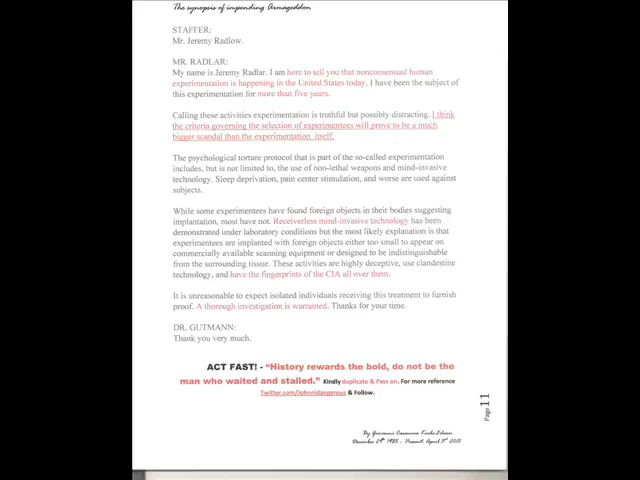 The synopsis of impending Armageddon
STAFFER:
Mr. Jeremy Radlow.
MR. RADLAR:
My name is Jeremy Radlar. I am here to tell you that nonconsensual human
experimentation is happening in the United States today. I have been the subject of
this experimentation for more than five years.
Calling these activities experimentation is truthful but possibly distracting. I think
the criteria governing the selection of experimentees will prove to be a much
bigger scandal than the experimentation itself.
The psychological torture protocol that is part of the so-called experimentation
includes, but is not limited to, the use of non-lethal weapons and mind-invasive
technology. Sleep deprivation, pain center stimulation, and worse are used against
subjects.
While some experimentees have found foreign objects in their bodies suggesting
implantation, most have not. Receiverless mind-invasive technology has been
demonstrated under laboratory conditions but the most likely explanation is that
experimentees are implanted with foreign objects either too small to appear on
commercially available scanning equipment or designed to be indistinguishable
from the surrounding tissue. These activities are highly deceptive, use clandestine
technology, and have the fingerprints of the CIA all over them.
It is unreasonable to expect isolated individuals receiving this treatment to furnish
proof. A thorough investigation is warranted. Thanks for your time.
DR. GUTMANN:
Thank you very much.
ACT FAST! - “History rewards the bold, do not be the
man who waited and stalled.” Kindly duplicate & Pass on. For more reference
Twitter.com/Johnnidangerous & Follow.
Page 11
By Giovanni
December 29th 1985 - Present, April 3rd 2015